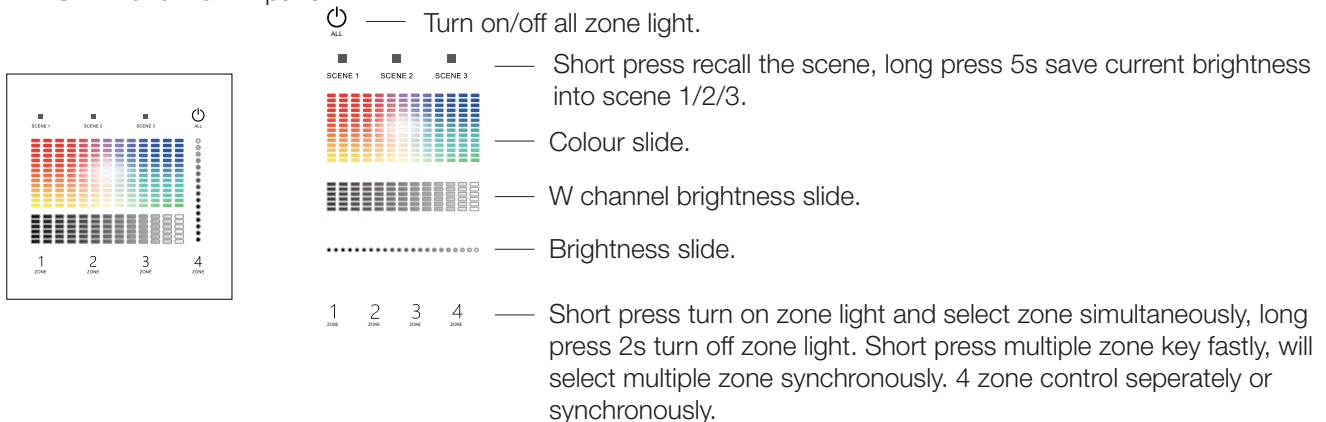 ALL
Turn on/off all zone light.
SCENE 1 SCENE 2 SCENE 3
Short press recall the scene, long press 5s save current brightness
into scene 1/2/3.
Colour slide.
W channel brightness slide.
Brightness slide.
1 2 3 4
ZONE ZONE ZONE ZONE
Short press turn on zone light and select zone simultaneously, long
press 2s turn off zone light. Short press multiple zone key fastly, will
select multiple zone synchronously. 4 zone control seperately or
synchronously.
SCENE 1 SCENE 2 SCENE 3 ALL
1 2 3 4
ZONE ZONE ZONE ZONE